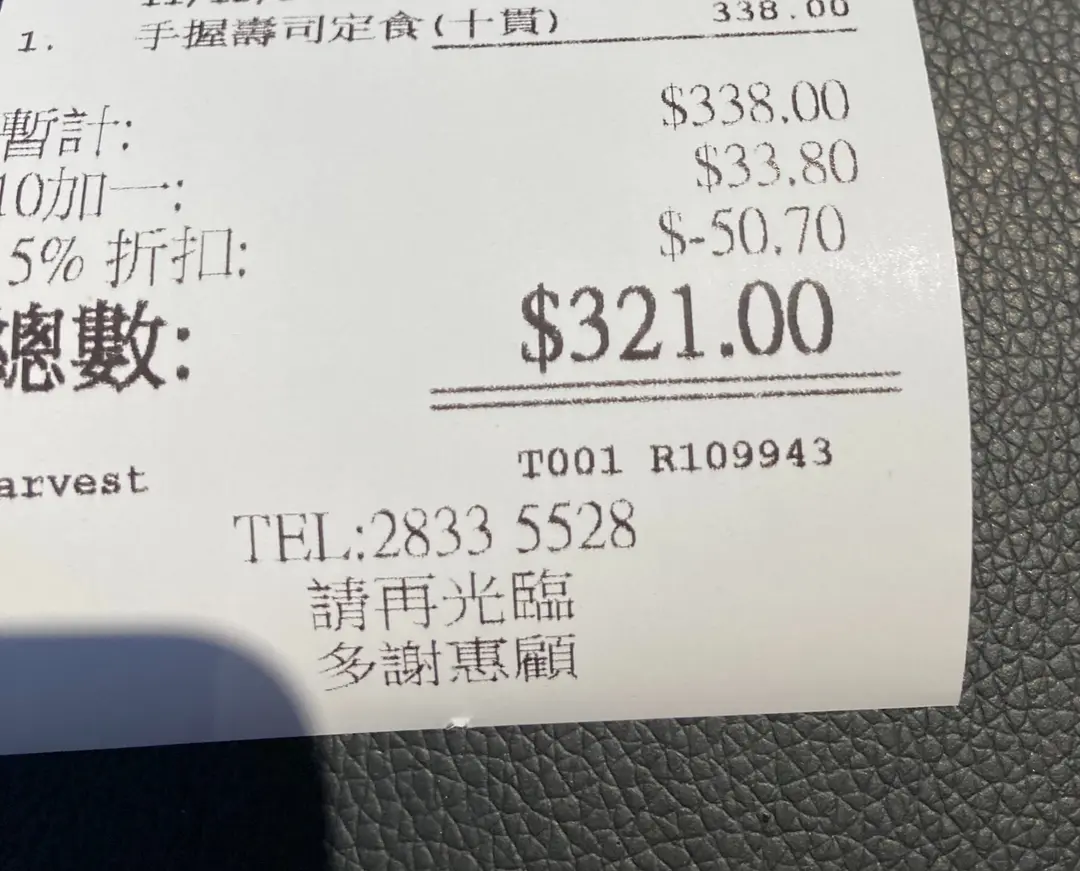 1. 手握壽司定食(十貫) 338.00
暫計: $338.00
10加一: $33.80
5% 折扣: $-50.70
總數: $321.00
arvest T001 R109943
TEL:2833 5528
請再光臨
多謝惠顧